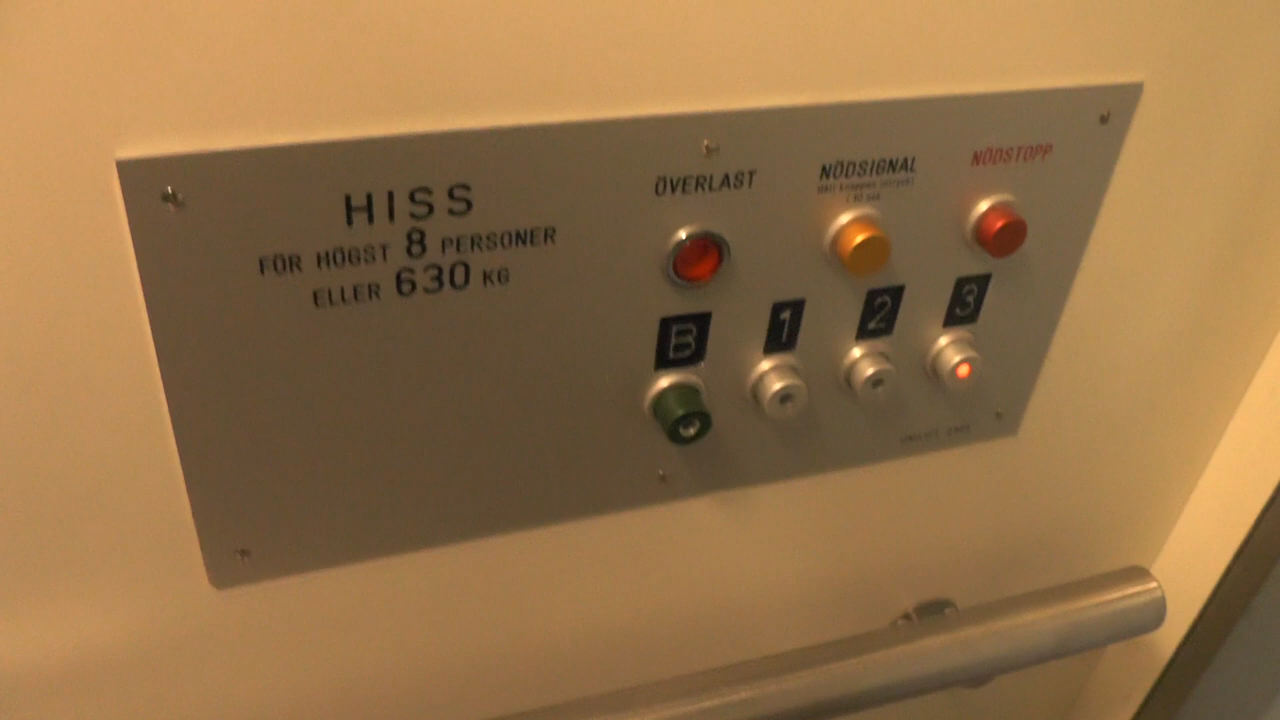 HISS
FÖR HÖGST 8 PERSONER
ELLER 630 KG
ÖVERLAST
NÖDSIGNAL
NÖDSTOPP
B
1
2
3